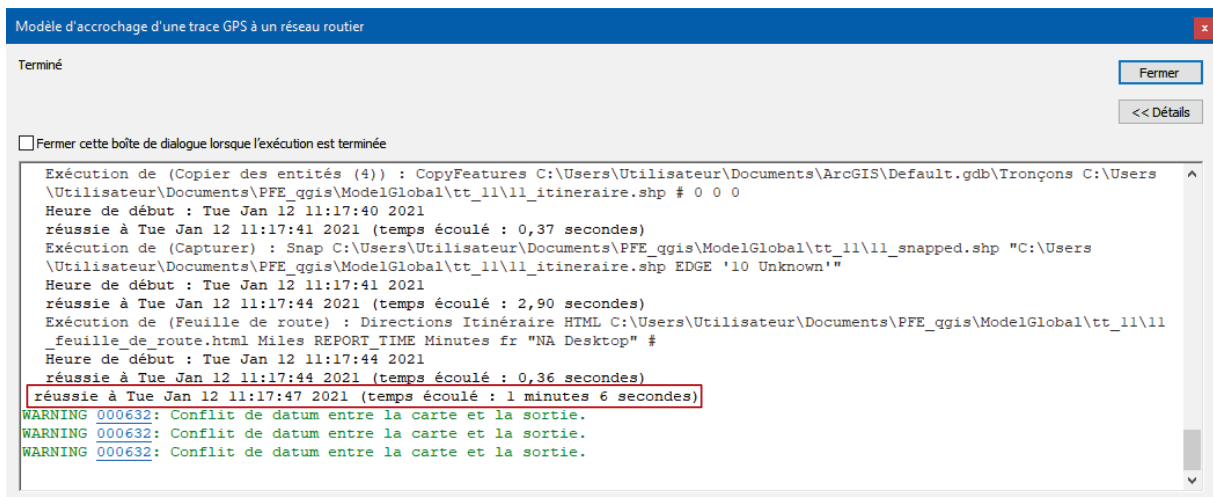 Modèle d'accrochage d'une trace GPS à un réseau routier
x
Terminé
Fermer
<< Détails
Fermer cette boîte de dialogue lorsque l'exécution est terminée
Exécution de (Copier des entités (4)) : CopyFeatures C:\Users\Utilisateur\Documents\ArcGIS\Default.gdb\Tronçons C:\Users
\Utilisateur\Documents\PFE_qgis\ModelGlobal\tt_11\11_itineraire.shp # 0 0 0
Heure de début : Tue Jan 12 11:17:40 2021
réussie à Tue Jan 12 11:17:41 2021 (temps écoulé : 0,37 secondes)
Exécution de (Capturer) : Snap C:\Users\Utilisateur\Documents\PFE_qgis\ModelGlobal\tt_11\11_snapped.shp "C:\Users
\Utilisateur\Documents\PFE_qgis\ModelGlobal\tt_11\11_itineraire.shp EDGE '10 Unknown'"
Heure de début : Tue Jan 12 11:17:41 2021
réussie à Tue Jan 12 11:17:44 2021 (temps écoulé : 2,90 secondes)
Exécution de (Feuille de route) : Directions Itinéraire HTML C:\Users\Utilisateur\Documents\PFE_qgis\ModelGlobal\tt_11\11
_feuille_de_route.html Miles REPORT_TIME Minutes fr "NA Desktop" #
Heure de début : Tue Jan 12 11:17:44 2021
réussie à Tue Jan 12 11:17:44 2021 (temps écoulé : 0,36 secondes)
réussie à Tue Jan 12 11:17:47 2021 (temps écoulé : 1 minutes 6 secondes)
WARNING 000632: Conflit de datum entre la carte et la sortie.
WARNING 000632: Conflit de datum entre la carte et la sortie.
WARNING 000632: Conflit de datum entre la carte et la sortie.